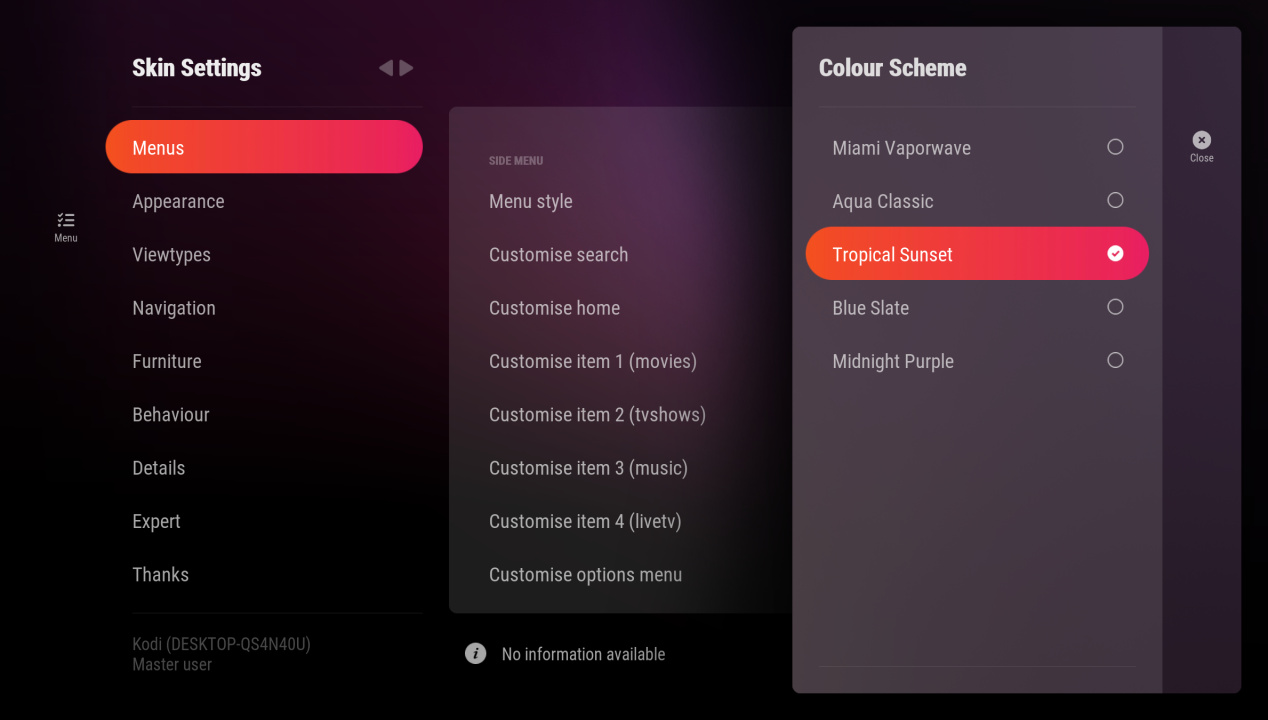 Skin Settings
Menu
Menus
Appearance
Viewtypes
Navigation
Furniture
Behaviour
Details
Expert
Thanks
Kodi (DESKTOP-QS4N40U)
Master user
SIDE MENU
Menu style
Customise search
Customise home
Customise item 1 (movies)
Customise item 2 (tvshows)
Customise item 3 (music)
Customise item 4 (livetv)
Customise options menu
No information available
Colour Scheme
Miami Vaporwave
Aqua Classic
Tropical Sunset
Blue Slate
Midnight Purple
Close